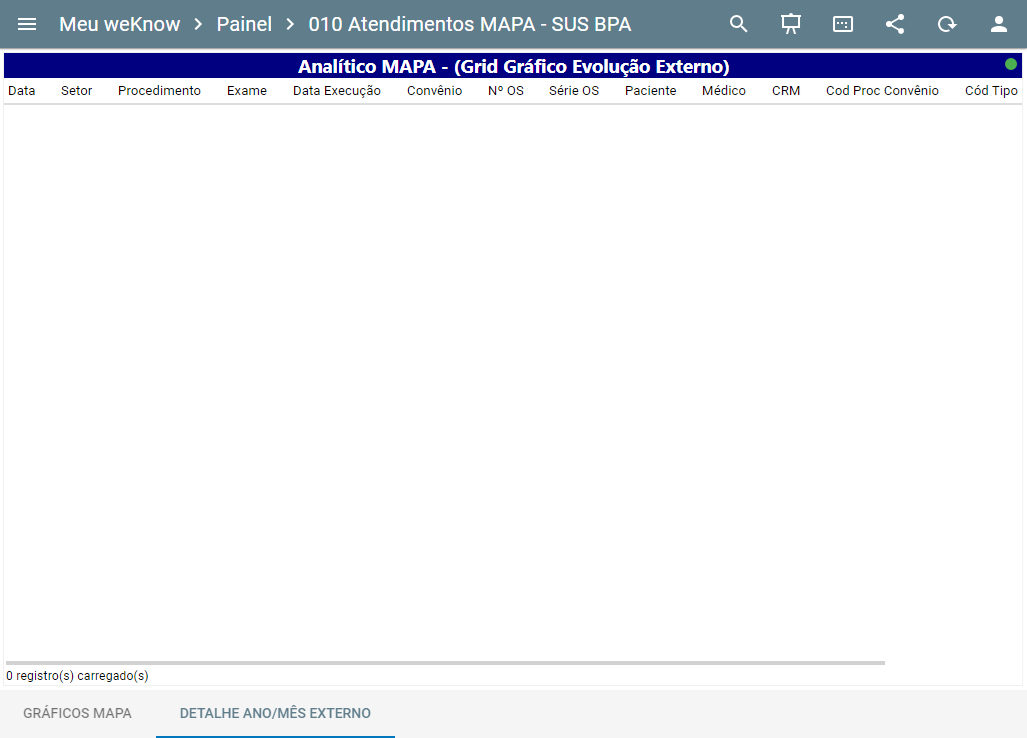 Meu weKnow > Painel > 010 Atendimentos MAPA - SUS BPA
Analítico MAPA - (Grid Gráfico Evolução Externo)
Data Setor Procedimento Exame Data Execução Convênio Nº OS Série OS Paciente Médico CRM Cod Proc Convênio Cód Tipo
0 registro(s) carregado(s)
GRÁFICOS MAPA DETALHE ANO/MÊS EXTERNO